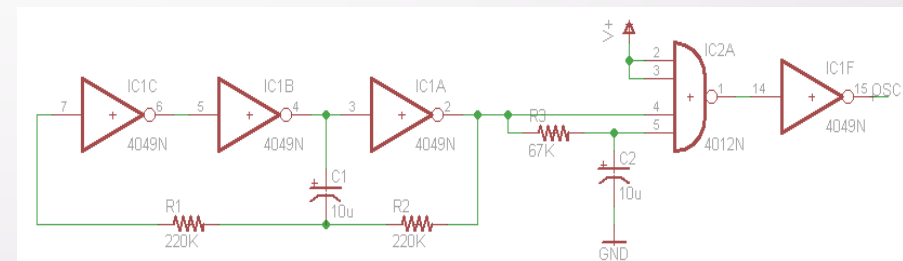 V+
IC2A
IC1C
IC1B
IC1A
IC1F
2
3
7
6
5
4
3
2
4
1
14
15
OSC
R3
5
4049N
4049N
4049N
67K
4012N
4049N
C1
C2
10u
10u
R1
R2
220K
220K
GND